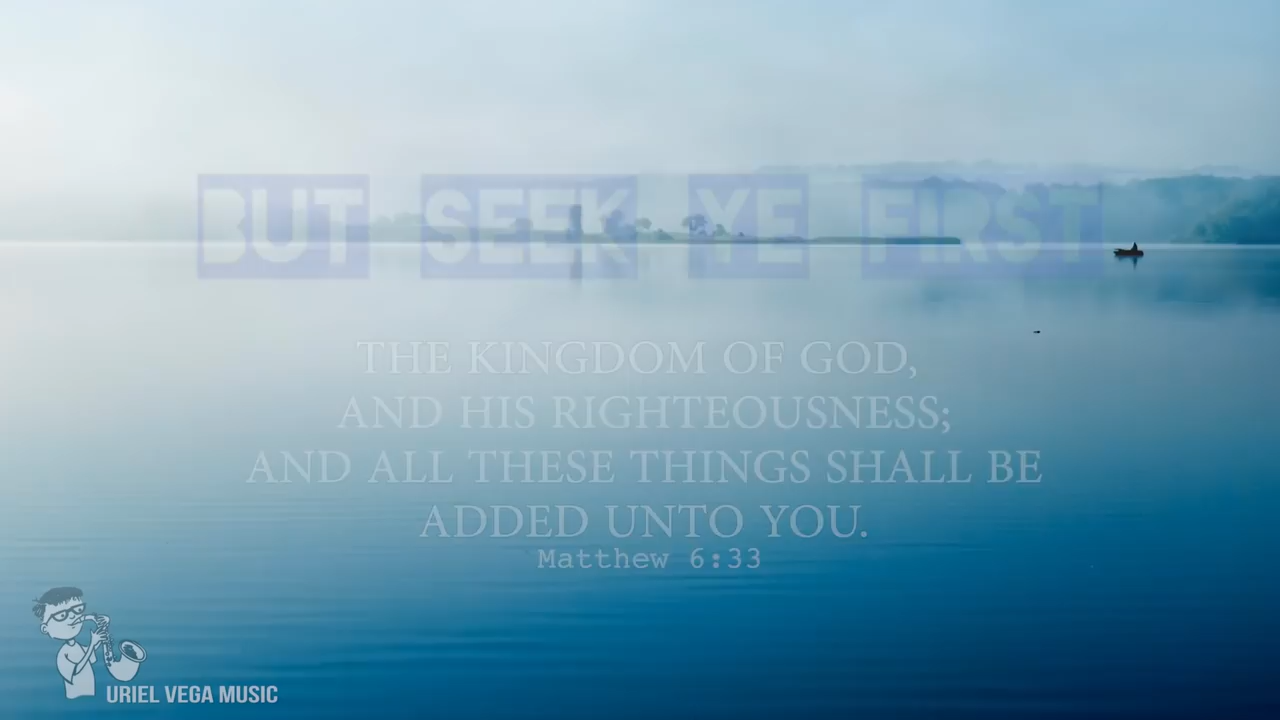 BUT SEEK YE FIRST
THE KINGDOM OF GOD,
AND HIS RIGHTEOUSNESS;
AND ALL THESE THINGS SHALL BE
ADDED UNTO YOU.
Matthew 6:33
URIEL VEGA MUSIC